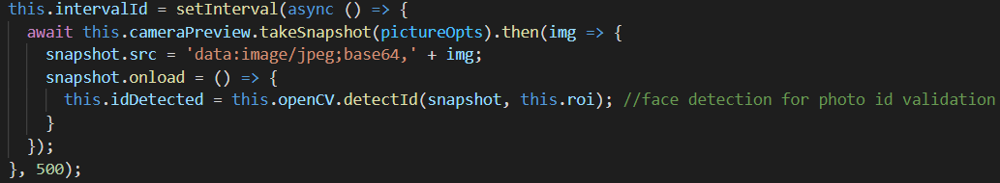 this.intervalId = setInterval(async () => {
await this.cameraPreview.takeSnapshot(pictureOpts).then(img => {
snapshot.src = 'data:image/jpeg;base64,' + img;
snapshot.onload = () => {
this.idDetected = this.openCV.detectId(snapshot, this.roi); //face detection for photo id validation
}
});
}, 500);